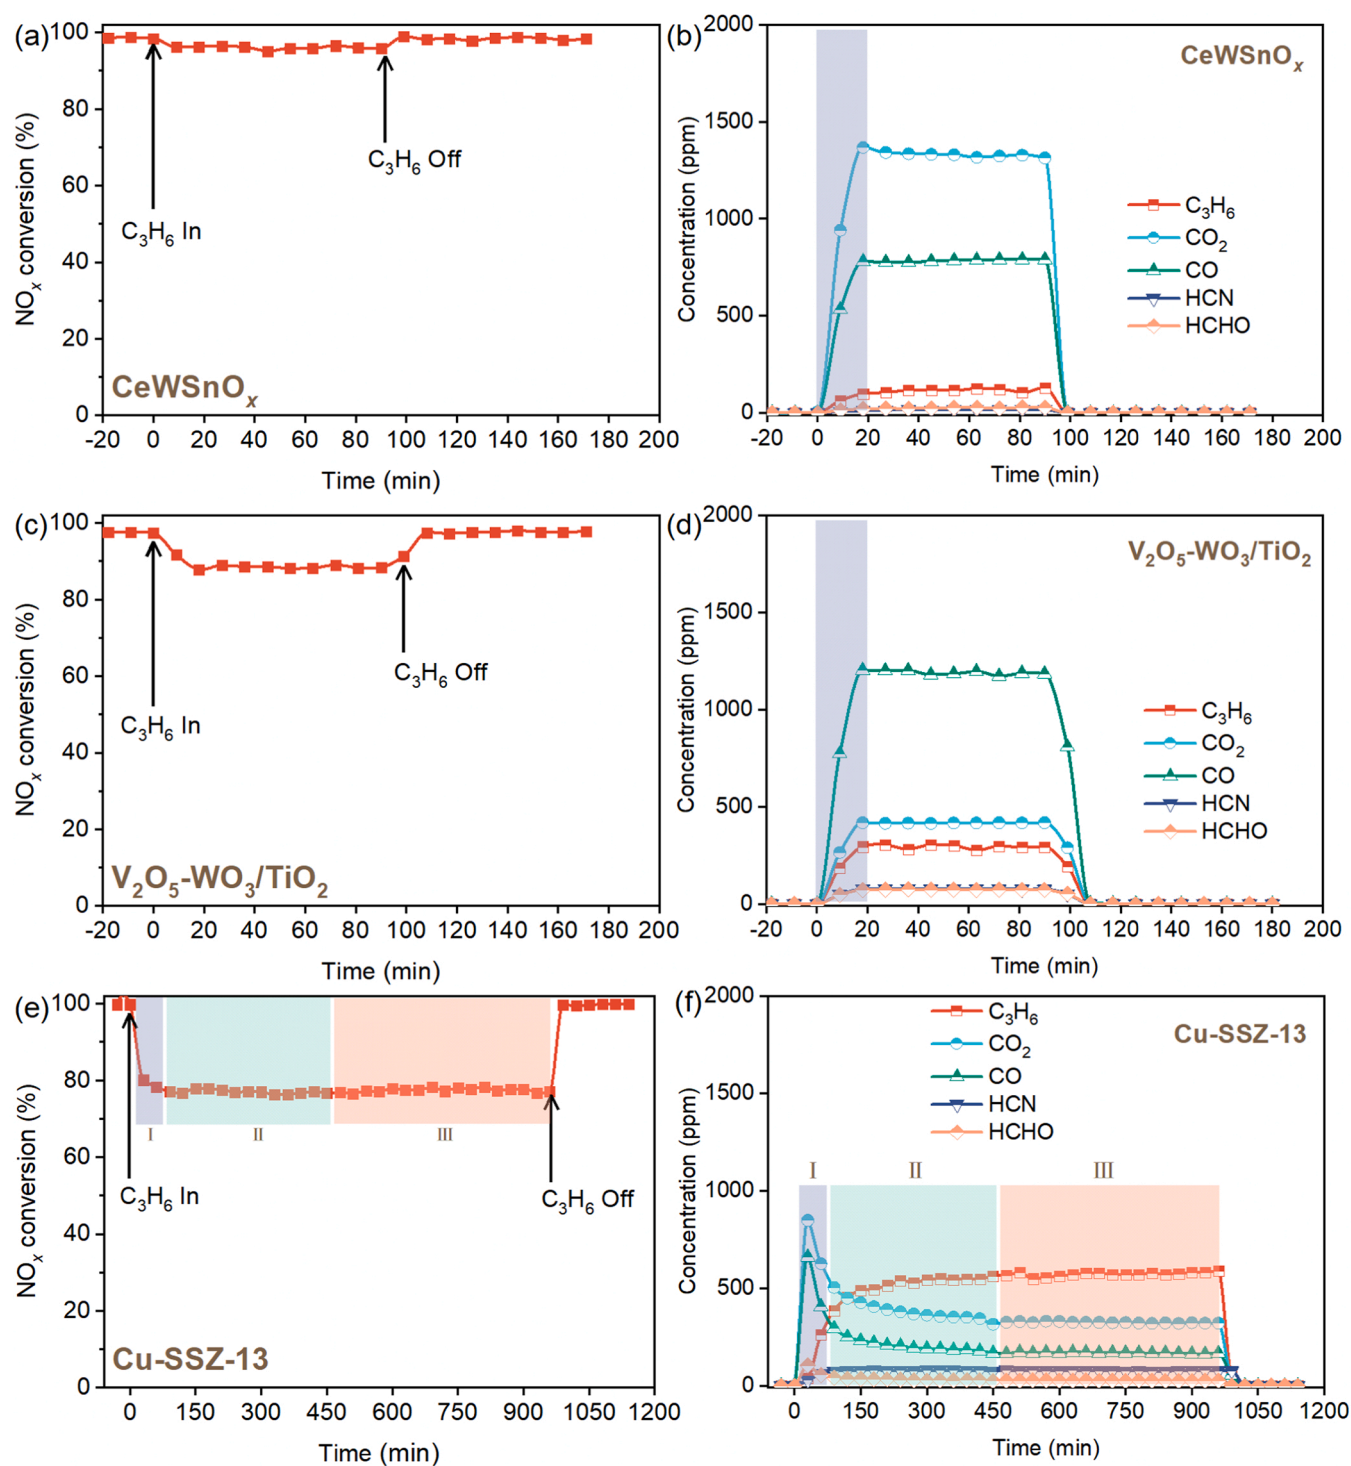 (a)
100
80
60
40
20
0
NOx conversion (%)
C3H6 In
C3H6 Off
CeWSnOx
-20 0 20 40 60 80 100 120 140 160 180 200
Time (min)
(b)
2000
1500
1000
500
0
Concentration (ppm)
CeWSnOx
C3H6
CO2
CO
HCN
HCHO
-20 0 20 40 60 80 100 120 140 160 180 200
Time (min)
(c)
100
80
60
40
20
0
NOx conversion (%)
C3H6 In
C3H6 Off
V2O5-WO3/TiO2
-20 0 20 40 60 80 100 120 140 160 180 200
Time (min)
(d)
2000
1500
1000
500
0
Concentration (ppm)
V2O5-WO3/TiO2
C3H6
CO2
CO
HCN
HCHO
-20 0 20 40 60 80 100 120 140 160 180 200
Time (min)
(e)
100
80
60
40
20
0
NOx conversion (%)
I II III
C3H6 In
C3H6 Off
Cu-SSZ-13
0 150 300 450 600 750 900 1050 1200
Time (min)
(f)
2000
1500
1000
500
0
Concentration (ppm)
C3H6
CO2
CO
HCN
HCHO
Cu-SSZ-13
I II III
0 150 300 450 600 750 900 1050 1200
Time (min)